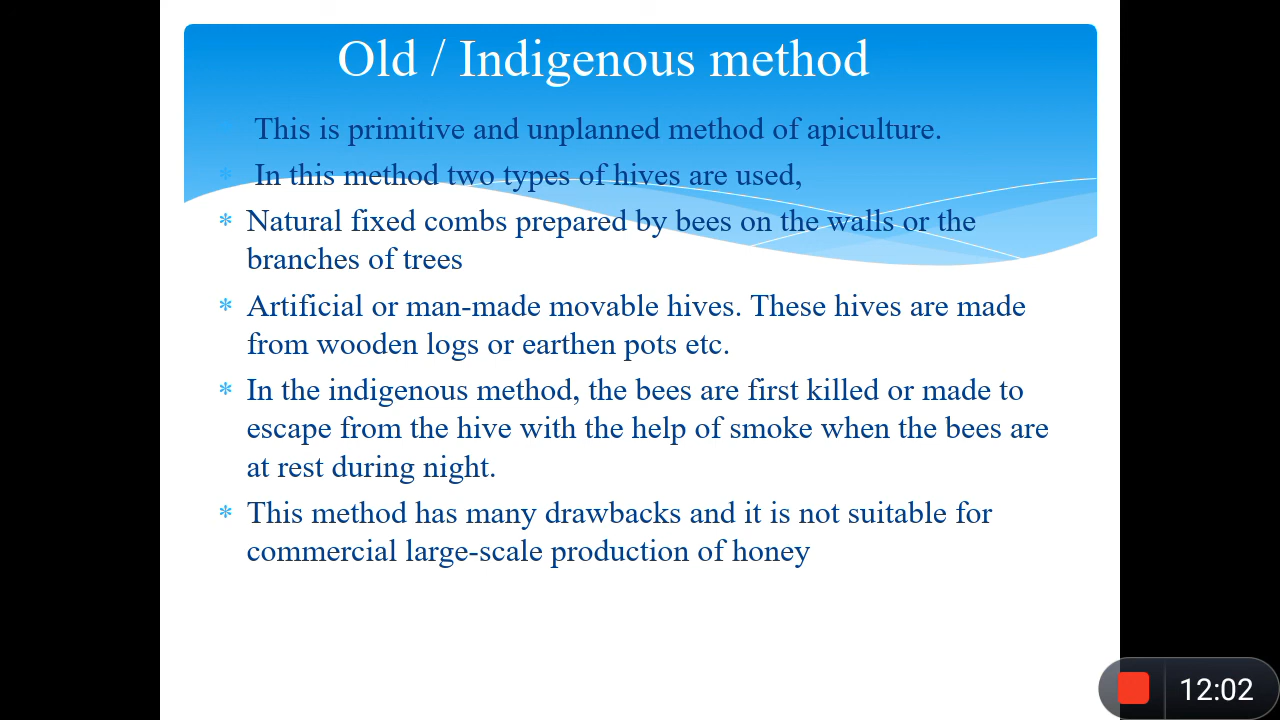 Old / Indigenous method
This is primitive and unplanned method of apiculture.
In this method two types of hives are used,
Natural fixed combs prepared by bees on the walls or the
branches of trees
Artificial or man-made movable hives. These hives are made
from wooden logs or earthen pots etc.
In the indigenous method, the bees are first killed or made to
escape from the hive with the help of smoke when the bees are
at rest during night.
This method has many drawbacks and it is not suitable for
commercial large-scale production of honey
12:02